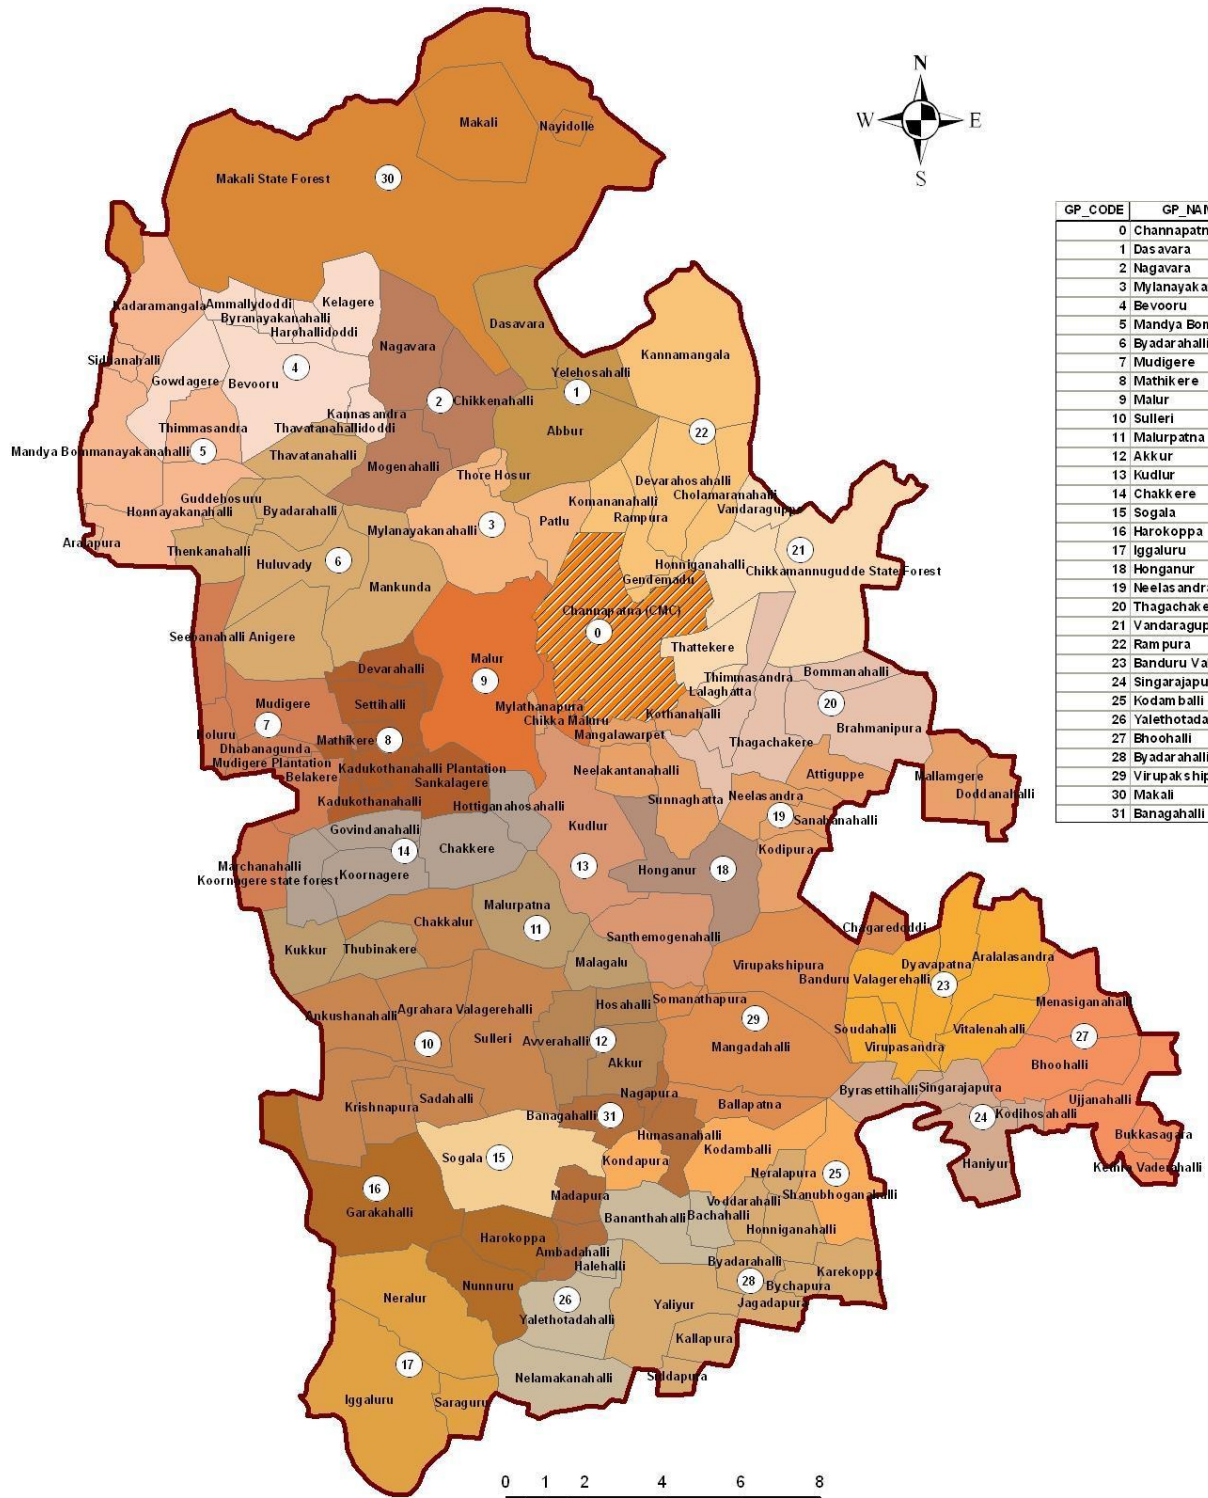 N
W E
S
Makali
Nayidolle
Makali State Forest
30
GP_CODE
0 Channapatn
1 Dasavara
2 Nagavara
3 Mylanayaka
4 Bevooru
5 Mandya Bom
6 Byadarahalli
7 Mudigere
8 Mathikere
9 Malur
10 Sulleri
11 Malurpatna
12 Akkur
13 Kudlur
14 Chakkere
15 Sogala
16 Harokoppa
17 Iggaluru
18 Honganur
19 Neelasandra
20 Thagachake
21 Vandaragup
22 Rampura
23 Banduru Va
24 Singarajapu
25 Kodamballi
26 Yalethotada
27 Bhoohalli
28 Byadarahalli
29 Virupakship
30 Makali
31 Banagahalli
Kadaramangala
Ammallydoddi
Kelagere
Byranayakanahalli
Harohallidoddi
Dasavara
Nagavara
Kannamangala
Sidhanahalli
Gowdagere
Bevooru
4
Yelehosahalli
1
2
Chikkenahalli
Kannasandra
Thimmasandra
Thavatanahallidoddi
Abbur
22
Mandya Bommanayakanahalli
5
Thavatanahalli
Mogenahalli
Thore Hosur
Devarahosahalli
Cholamaranahalli
Guddehosuru
Komananahalli
Vandaraguppe
Honnayakanahalli
Byadarahalli
Rampura
Mylanayakanahalli
3
Patlu
Aralapura
Thenkanahalli
Huluvady
6
Honniganahalli
21
Chikkamannugudde State Forest
Gendemadu
Mankunda
Channapatna (CMC)
0
Seebanahalli
Anigere
Thattekere
Devarahalli
Malur
9
Thimmasandra
Bommanahalli
Lalaghatta
Mudigere
Settihalli
Mylathanapura
Chikka Maluru
Kothanahalli
20
Brahmanipura
7
Mathikere
8
Mangalawarpet
Thagachakere
Dhabanagunda
Mudigere Plantation
Kadukothanahalli Plantation
Belakere
Sankalagere
Neelakantanahalli
Attiguppe
Mallamgere
Doddanahalli
Kadukothanahalli
Hottiganahosahalli
Sunnaghatta
Neelasandra
19
Govindanahalli
Kudlur
Kodipura
14
Chakkere
Marchanahalli
Koornagere state forest
Koornagere
13
Honganur
18
Malurpatna
11
Chakkalur
Kukkur
Thubinakere
Santhemogenahalli
Chagaredoddi
Malagalu
Virupakshipura
Dyavapatna
Aralalasandra
Banduru Valagerehalli
23
Hosahalli
Somanathapura
Menasiganahalli
Ankushanahalli
Agrahara Valagerehalli
29
Soudahalli
Vitalenahalli
27
10
Sulleri
Avverahalli
12
Mangadahalli
Virupasandra
Akkur
Bhoohalli
Nagapura
Byrasettihalli
Singarajapura
Krishnapura
Sadahalli
Ballapatna
Ujjanahalli
Banagahalli
31
24
Kodihosahalli
Hunasanahalli
Bukkasagara
Sogala
15
Kodamballi
Kondapura
Haniyur
Neralapura
25
16
Madapura
Shanubhoganahalli
Voddarahalli
Garakahalli
Bananthahalli
Bachahalli
Honniganahalli
Harokoppa
Ambadahalli
Halehalli
Byadarahalli
Karekoppa
Nunnuru
28
Bychapura
Neralur
26
Yaliyur
Jagadapura
Yalethotadahalli
Kallapura
17
Nelamakanahalli
Siddapura
Iggaluru
Saraguru
0 1 2 4 6 8